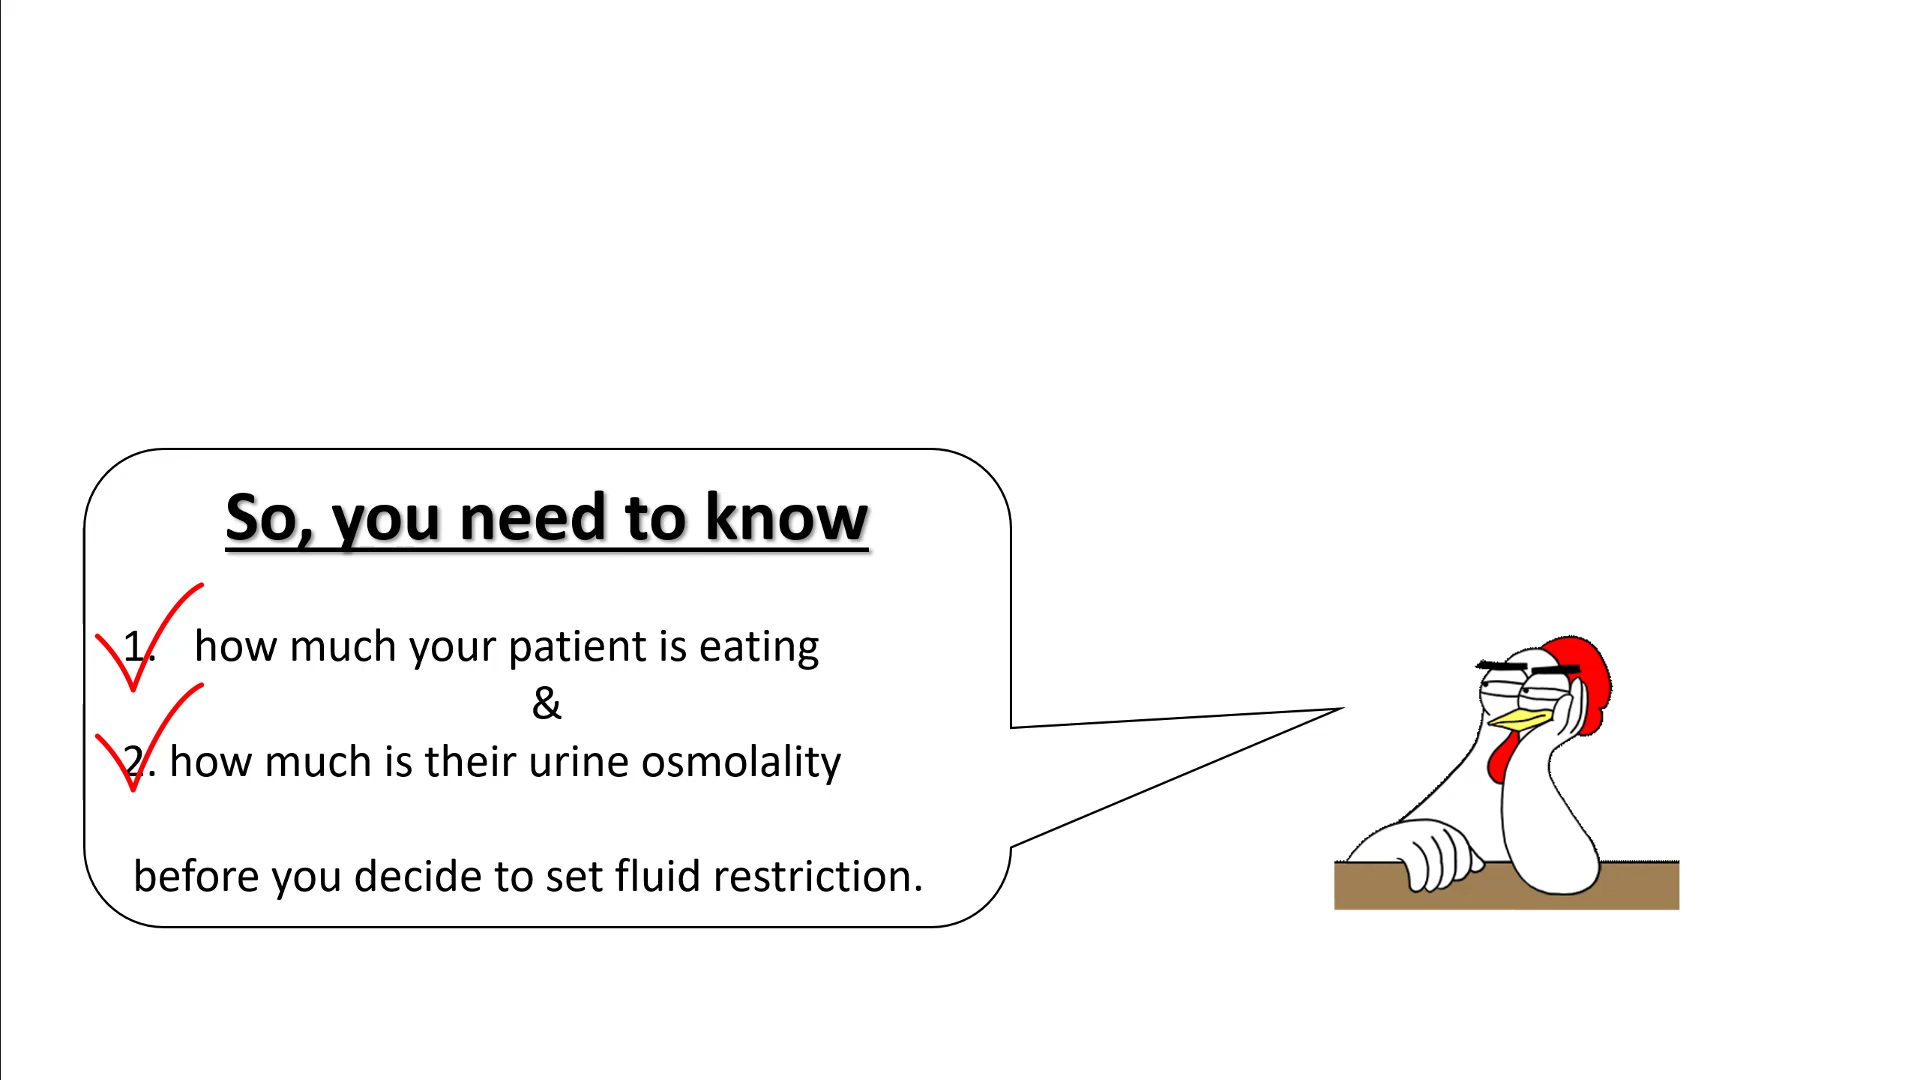 So, you need to know
1. how much your patient is eating
&
2. how much is their urine osmolality
before you decide to set fluid restriction.